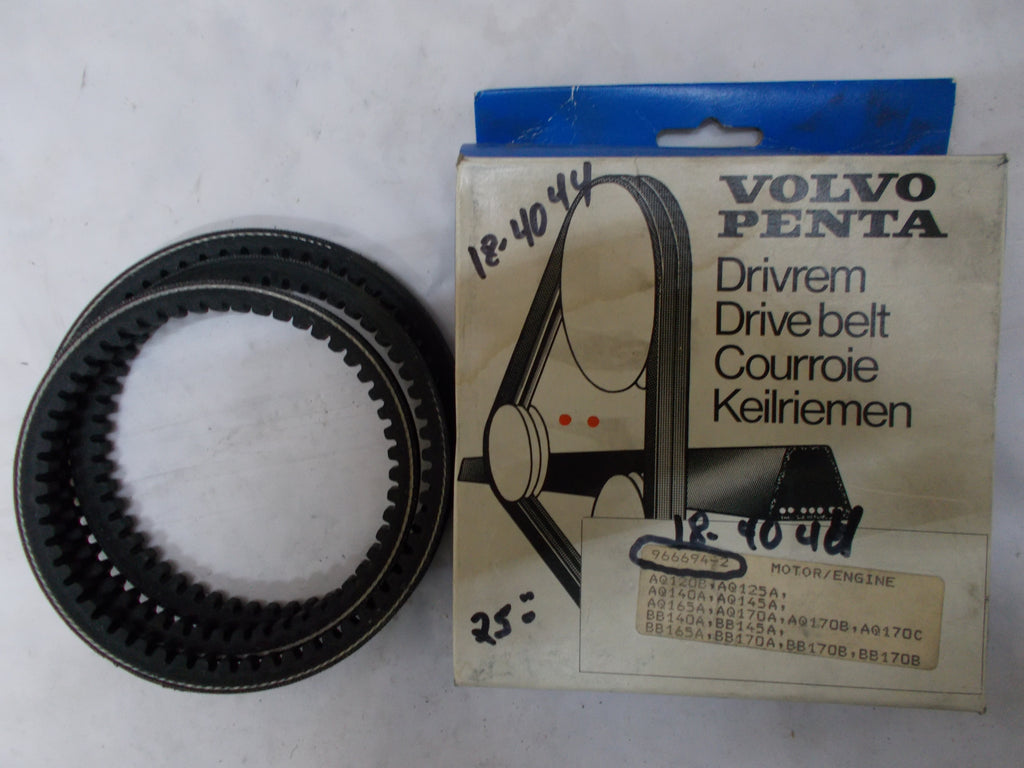 18-4044
VOLVO
PENTA
Drivrem
Drive belt
Courroie
Keilriemen
18-4044
966694-2
MOTOR/ENGINE
AQ120B,AQ125A,
AQ140A,AQ145A,
AQ165A,AQ170A,AQ170B,AQ170C
BB140A,BB145A,
BB165A,BB170A,BB170B,BB170B
25=